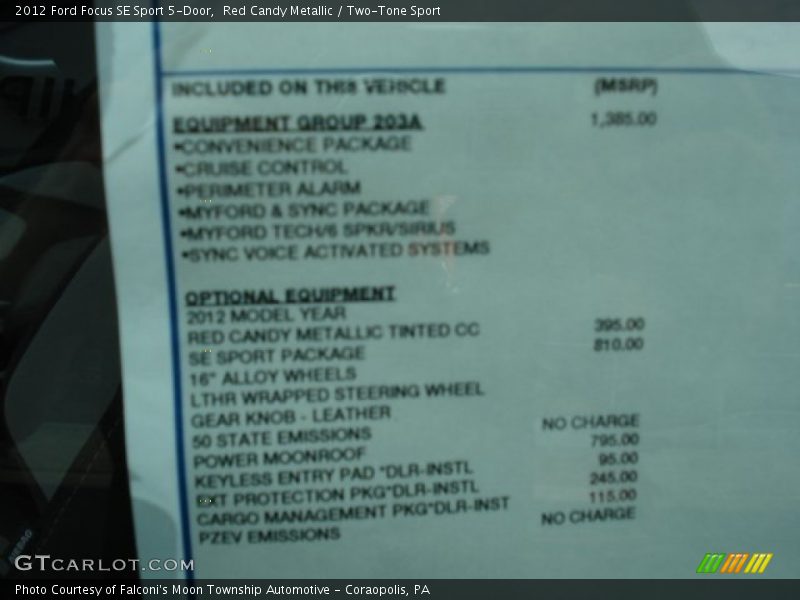 2012 Ford Focus SE Sport 5-Door, Red Candy Metallic / Two-Tone Sport
INCLUDED ON THIS VEHICLE (MSRP)
EQUIPMENT GROUP 203A 1,385.00
•CONVENIENCE PACKAGE
•CRUISE CONTROL
•PERIMETER ALARM
•MYFORD & SYNC PACKAGE
•MYFORD TECH/6 SPKR/SIRIUS
•SYNC VOICE ACTIVATED SYSTEMS
OPTIONAL EQUIPMENT
2012 MODEL YEAR
RED CANDY METALLIC TINTED CC 395.00
SE SPORT PACKAGE 810.00
16" ALLOY WHEELS
LTHR WRAPPED STEERING WHEEL
GEAR KNOB - LEATHER
50 STATE EMISSIONS NO CHARGE
POWER MOONROOF 795.00
KEYLESS ENTRY PAD *DLR-INSTL 95.00
EXT PROTECTION PKG*DLR-INSTL 245.00
CARGO MANAGEMENT PKG*DLR-INST 115.00
PZEV EMISSIONS NO CHARGE
GTCARLOT.COM
Photo Courtesy of Falconi's Moon Township Automotive - Coraopolis, PA